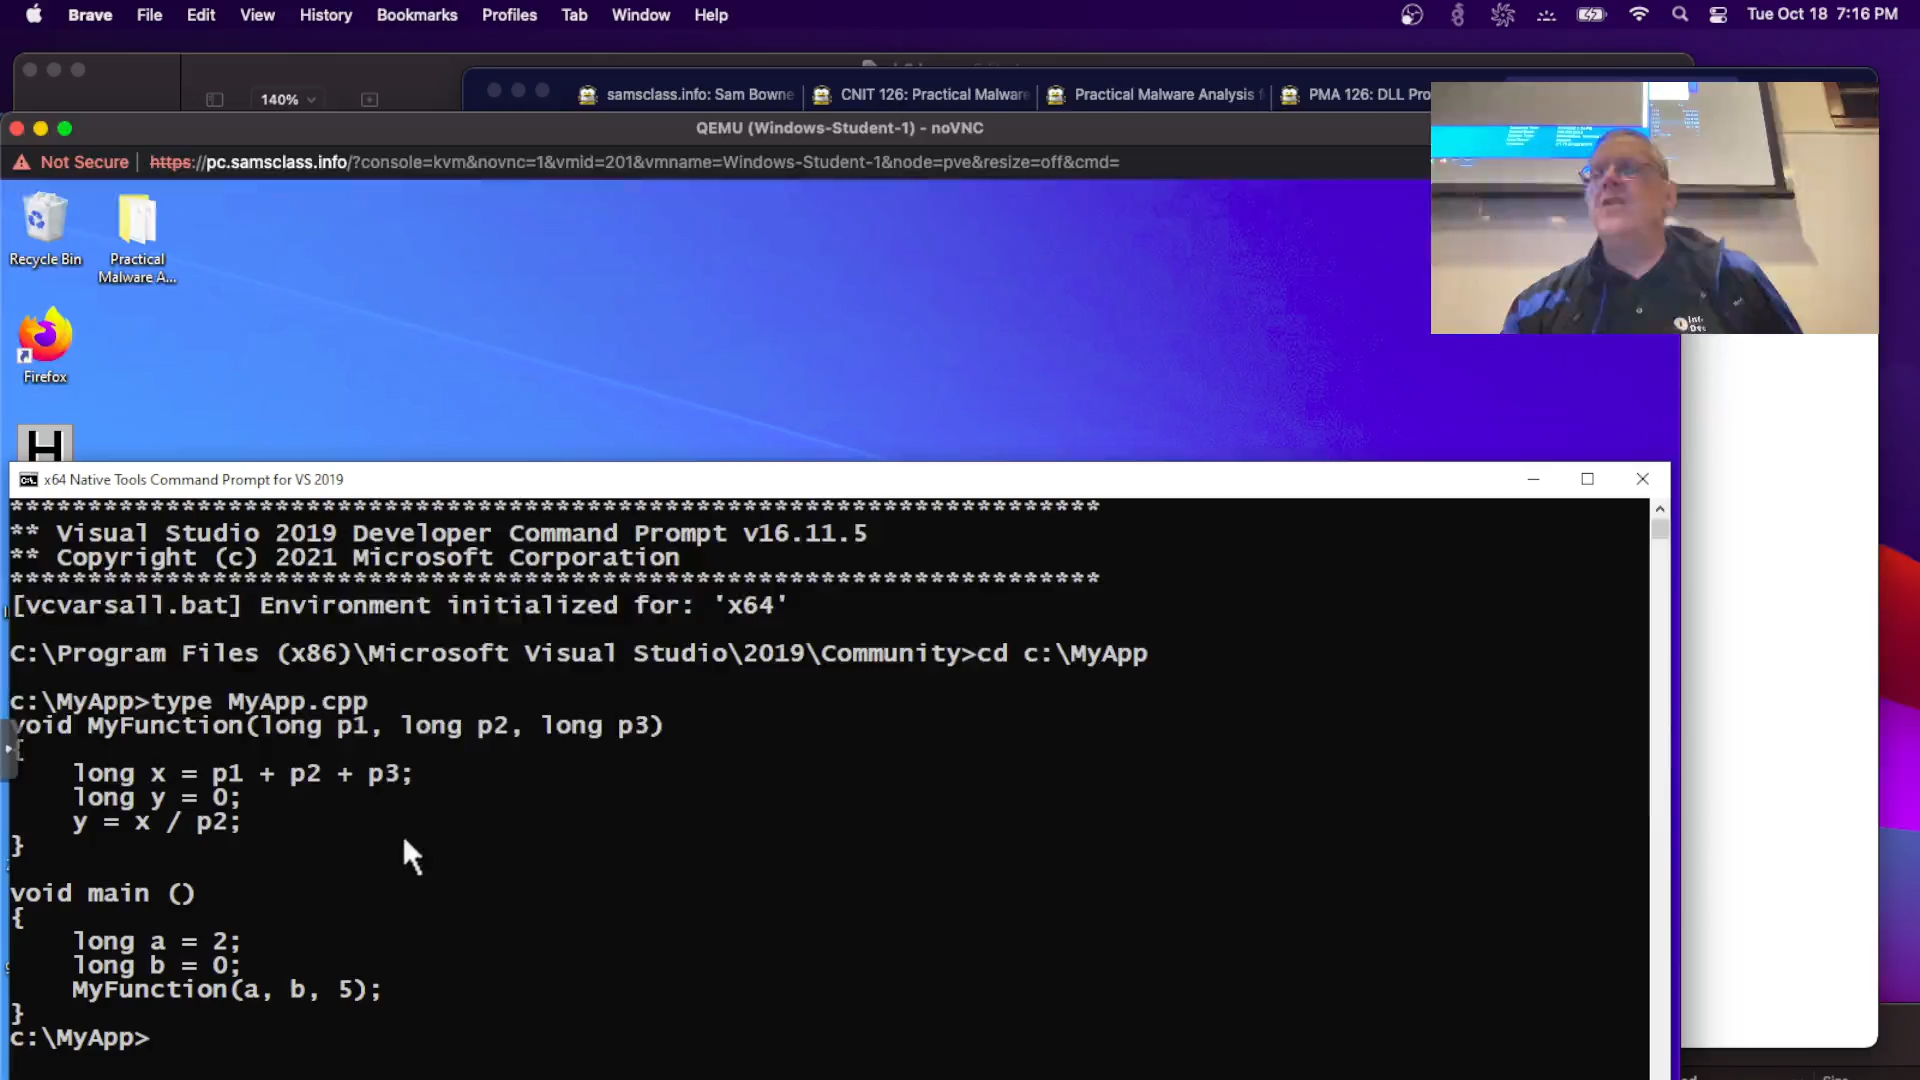 Brave File Edit View History Bookmarks Profiles Tab Window Help Tue Oct 18 7:16 PM
140%
samsclass.info: Sam Bowne
CNIT 126: Practical Malware
Practical Malware Analysis
PMA 126: DLL Pro
QEMU (Windows-Student-1) - noVNC
Not Secure https://pc.samsclass.info/?console=kvm&novnc=1&vmid=201&vmname=Windows-Student-1&node=pve&resize=off&cmd=
Recycle Bin
Practical
Malware A...
Firefox
H
x64 Native Tools Command Prompt for VS 2019
**********************************************************************
** Visual Studio 2019 Developer Command Prompt v16.11.5
** Copyright (c) 2021 Microsoft Corporation
**********************************************************************
[vcvarsall.bat] Environment initialized for: 'x64'
C:\Program Files (x86)\Microsoft Visual Studio\2019\Community>cd c:\MyApp
c:\MyApp>type MyApp.cpp
void MyFunction(long p1, long p2, long p3)
{
long x = p1 + p2 + p3;
long y = 0;
y = x / p2;
}
void main ()
{
long a = 2;
long b = 0;
MyFunction(a, b, 5);
}
c:\MyApp>